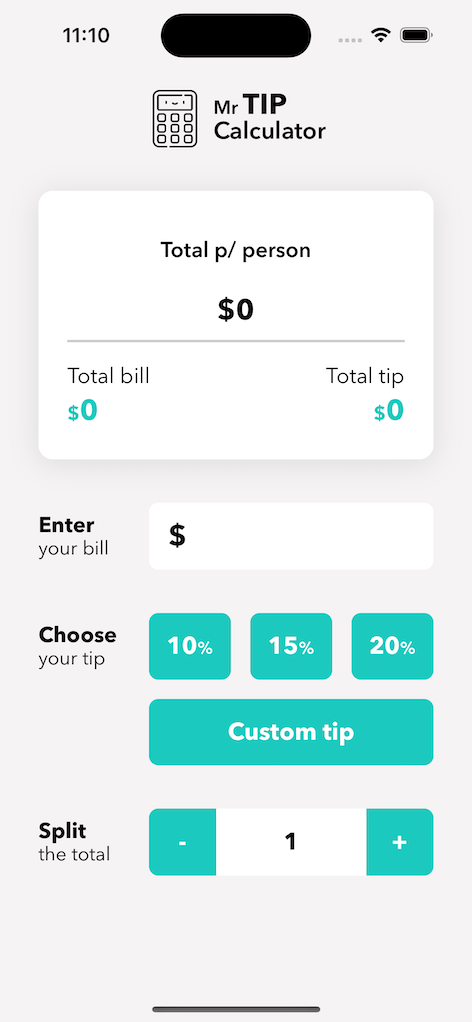 11:10
Mr TIP
Calculator
Total p/ person
$0
Total bill
Total tip
$0
$0
Enter
your bill
$
Choose
your tip
10%
15%
20%
Custom tip
Split
the total
-
1
+